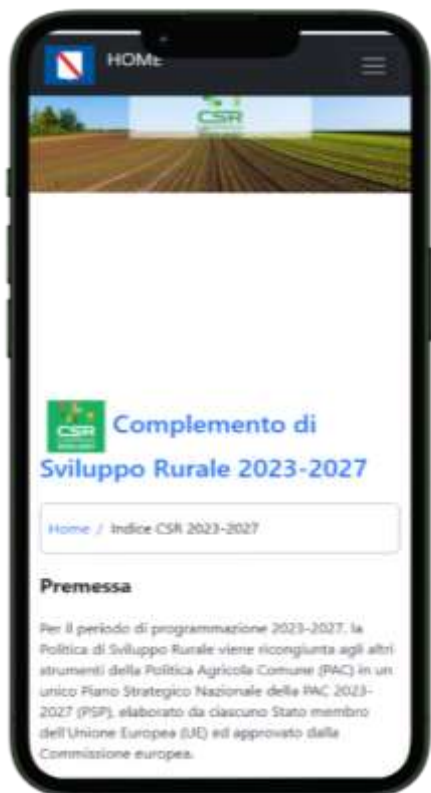 HOME
CSR
CSR
Complemento di
Sviluppo Rurale 2023-2027
Home / Indice CSR 2023-2027
Premessa
Per il periodo di programmazione 2023-2027, la
Politica di Sviluppo Rurale viene ricongiunta agli altri
strumenti della Politica Agricola Comune (PAC) in un
unico Piano Strategico Nazionale della PAC 2023-
2027 (PSP), elaborato da ciascuno Stato membro
dell'Unione Europea (UE) ed approvato dalla
Commissione europea.